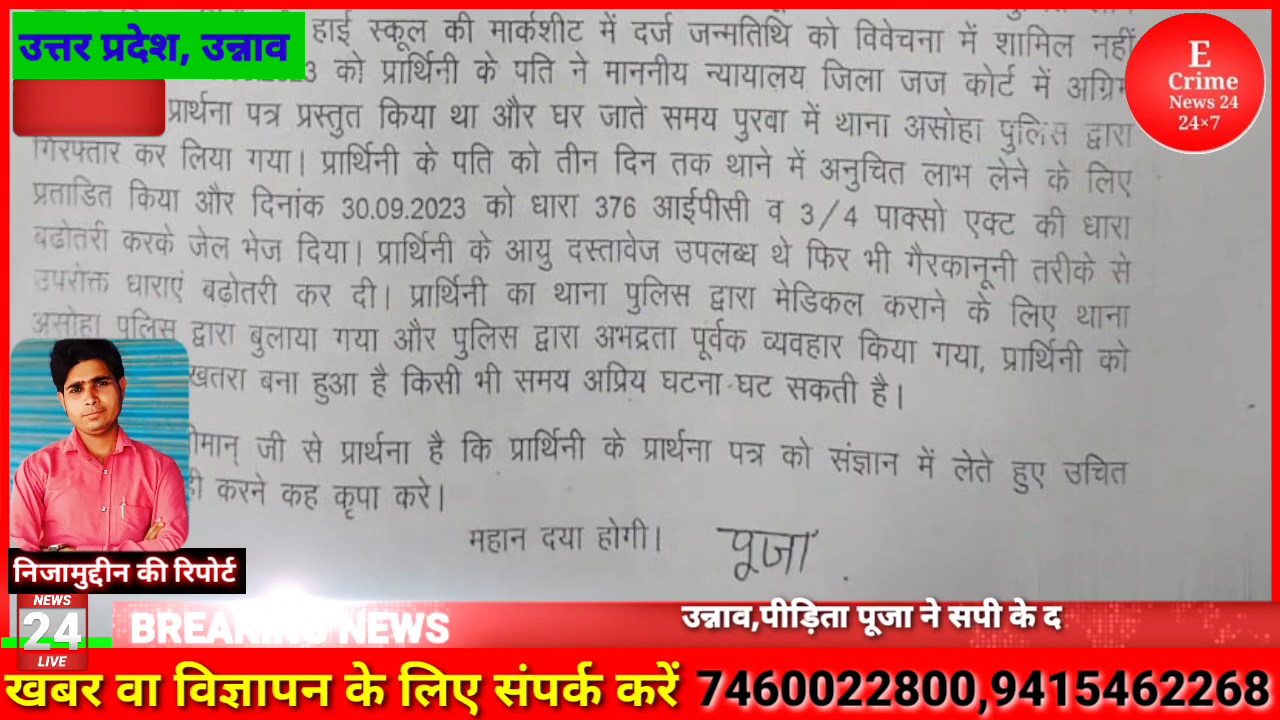 उत्तर प्रदेश, उन्नाव
हाई स्कूल की मार्कशीट में दर्ज जन्मतिथि को विवेचना में शामिल नहीं
3 को प्रार्थिनी के पति ने माननीय न्यायालय जिला जज कोर्ट में अग्रिम
प्रार्थना पत्र प्रस्तुत किया था और घर जाते समय पुरवा में थाना असोहा पुलिस द्वारा
गिरफ्तार कर लिया गया। प्रार्थिनी के पति को तीन दिन तक थाने में अनुचित लाभ लेने के लिए
प्रताडित किया और दिनांक 30.09.2023 को धारा 376 आईपीसी व 3/4 पाक्सो एक्ट की धारा
बढोतरी करके जेल भेज दिया। प्रार्थिनी के आयु दस्तावेज उपलब्ध थे फिर भी गैरकानूनी तरीके से
उपरोक्त धाराएं बढ़ोतरी कर दी। प्रार्थिनी का थाना पुलिस द्वारा मेडिकल कराने के लिए थाना
असोहा पुलिस द्वारा बुलाया गया और पुलिस द्वारा अभद्रता पूर्वक व्यवहार किया गया, प्रार्थिनी को
खतरा बना हुआ है किसी भी समय अप्रिय घटना घट सकती है।
जी से प्रार्थना है कि प्रार्थिनी के प्रार्थना पत्र को संज्ञान में लेते हुए उचित
करने कह कृपा करे।
महान दया होगी। पूजा
E
Crime
News 24
24×7
निजामुद्दीन की रिपोर्ट
NEWS
24
LIVE
BREAKING NEWS
उन्नाव,पीड़िता पूजा ने सपी के द
खबर वा विज्ञापन के लिए संपर्क करें 7460022800,9415462268